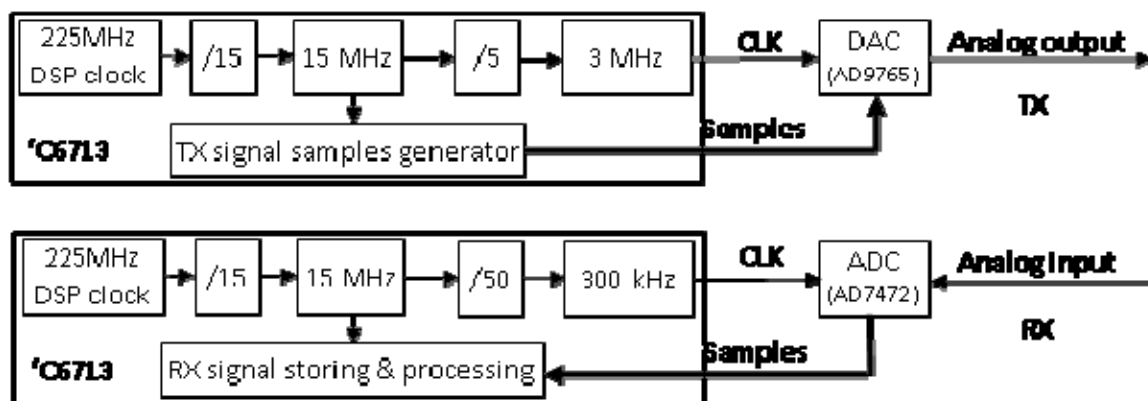 225MHz
DSP clock
/15
15 MHz
/5
3 MHz
CLK
DAC
(AD9765)
Analog output
TX
'C6713
TX signal samples generator
Samples
225MHz
DSP clock
/15
15 MHz
/50
300 kHz
CLK
ADC
(AD7472)
Analog Input
RX
'C6713
RX signal storing & processing
Samples